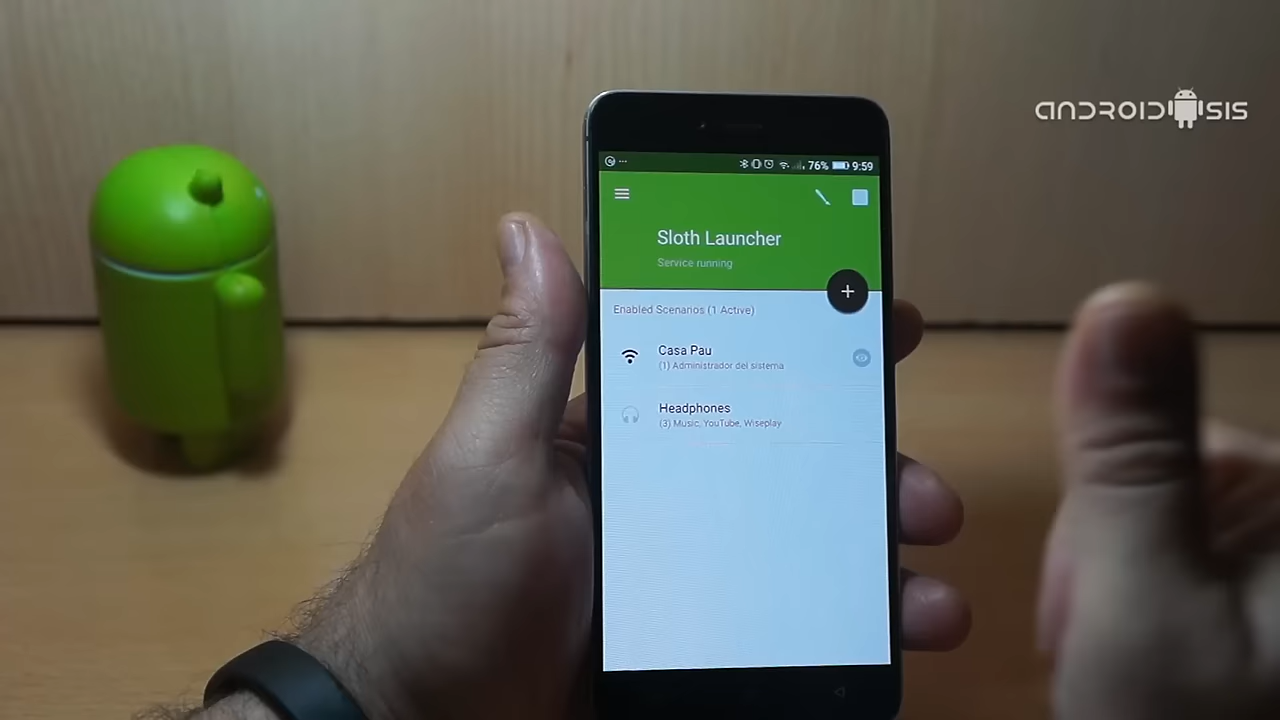 ANDROIDSIS
76% 9:59
Sloth Launcher
Service running
Enabled Scenarios (1 Active)
Casa Pau
(1) Administrador del sistema
Headphones
(3) Music, YouTube, Wiseplay